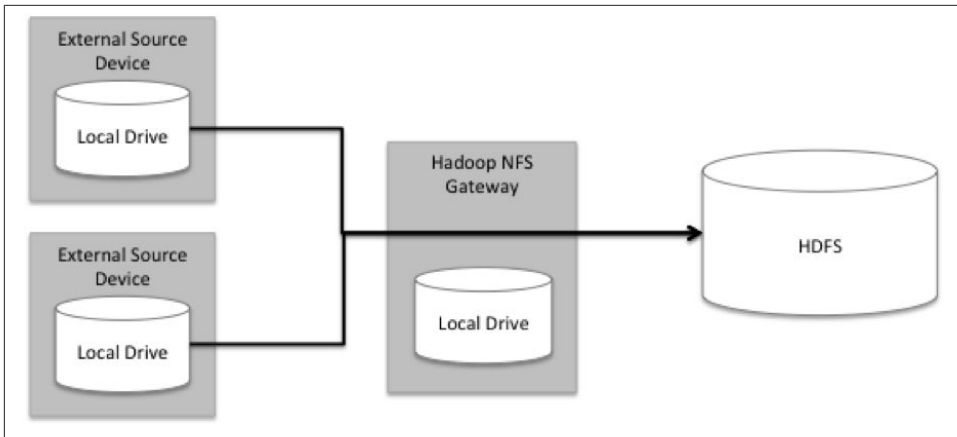 External Source
Device
Local Drive
Hadoop NFS
Gateway
Local Drive
HDFS
External Source
Device
Local Drive